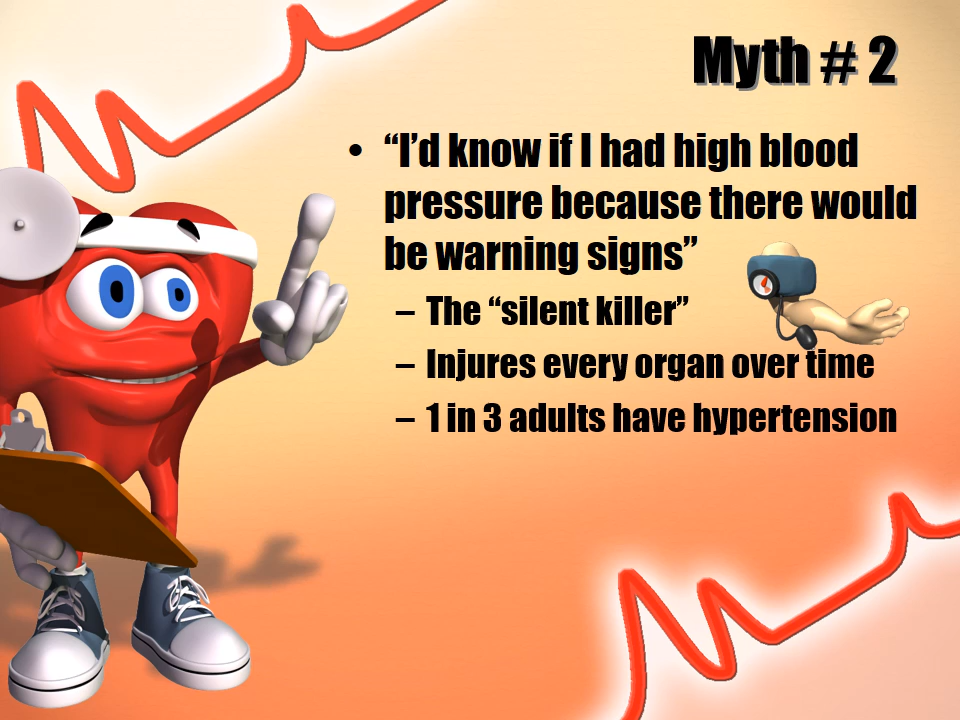 Myth # 2
• “I’d know if I had high blood
pressure because there would
be warning signs”
– The “silent killer”
– Injures every organ over time
– 1 in 3 adults have hypertension